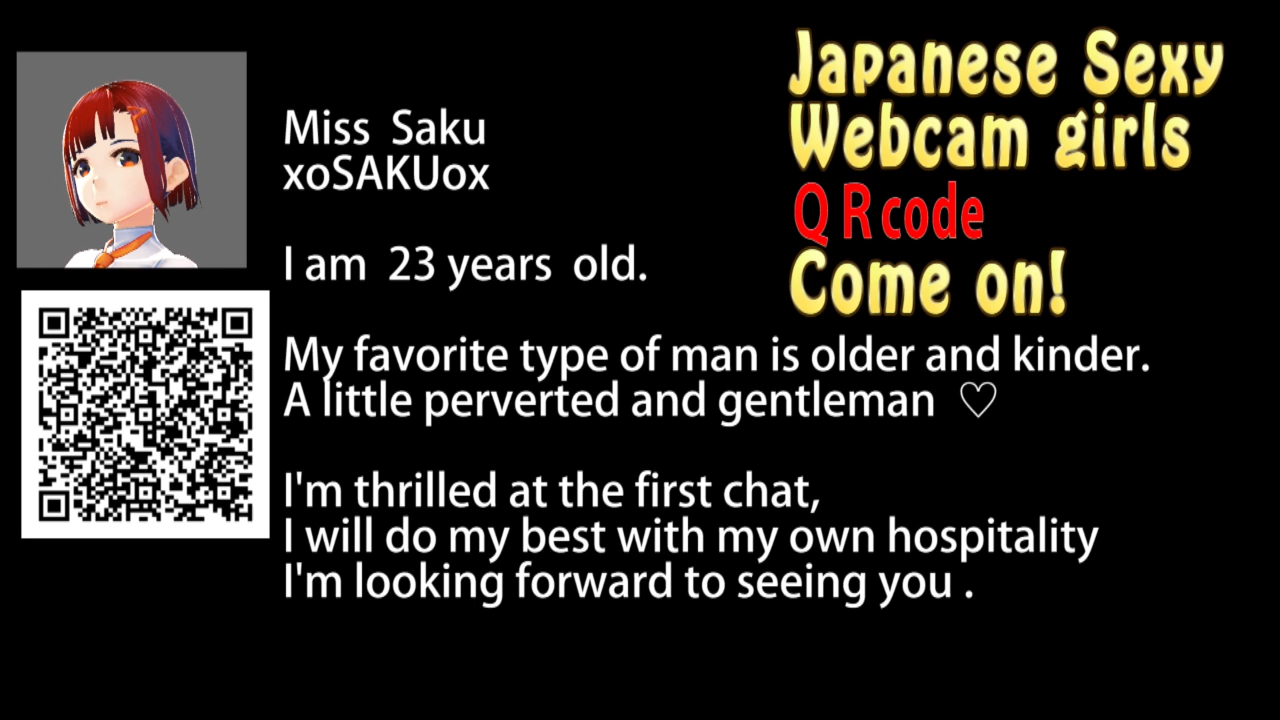 Japanese Sexy
Webcam girls
QR code
Come on!
Miss Saku
xoSAKUox
I am 23 years old.
My favorite type of man is older and kinder.
A little perverted and gentleman ♡
I'm thrilled at the first chat,
I will do my best with my own hospitality
I'm looking forward to seeing you .